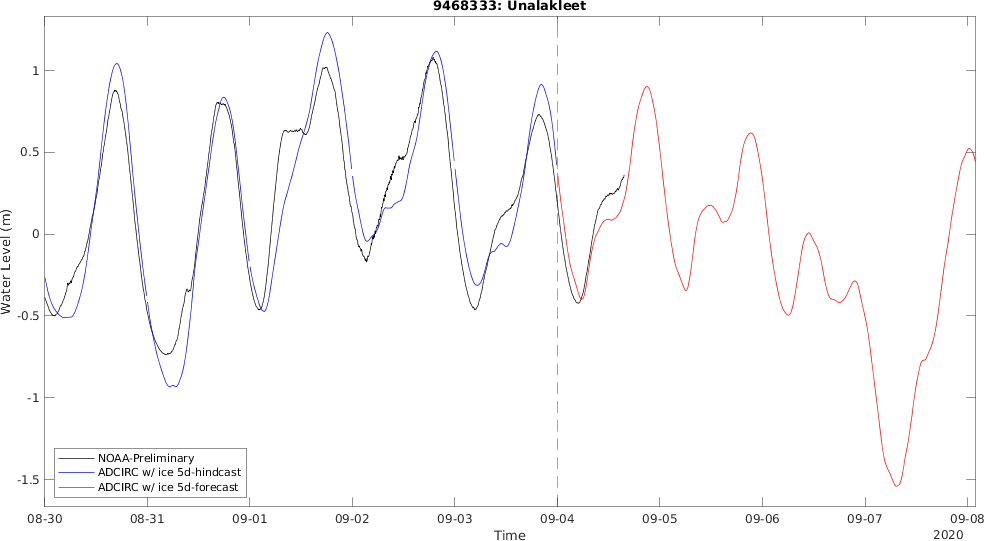 9468333: Unalakleet
Water Level (m)
1
0.5
0
-0.5
-1
-1.5
NOAA-Preliminary
ADCIRC w/ ice 5d-hindcast
ADCIRC w/ ice 5d-forecast
08-30 08-31 09-01 09-02 09-03 09-04 09-05 09-06 09-07 09-08
Time
2020